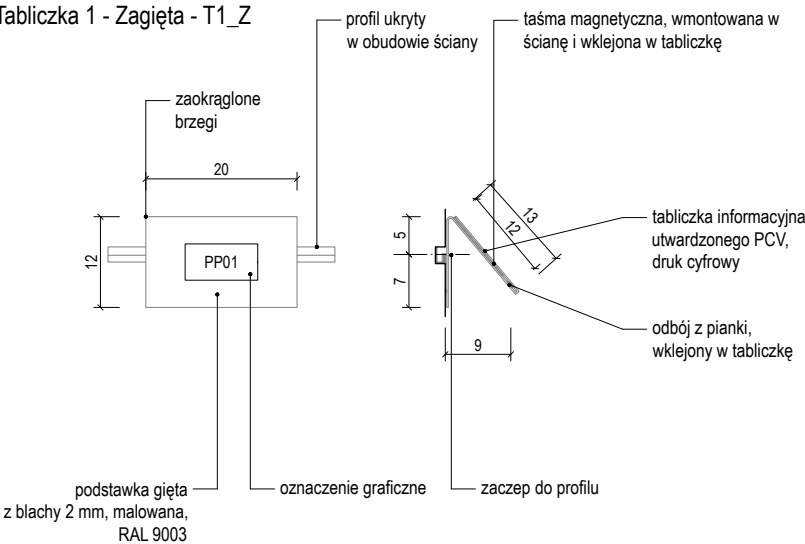 Tabliczka 1 - Zagięta - T1_Z
profil ukryty
w obudowie ściany
taśma magnetyczna, wmontowana w
ścianę i wklejona w tabliczkę
zaokrąglone
brzegi
20
12
PP01
5
7
9
12
13
tabliczka informacyjna
utwardzonego PCV,
druk cyfrowy
odbój z pianki,
wklejony w tabliczkę
podstawka gięta
z blachy 2 mm, malowana,
RAL 9003
oznaczenie graficzne
zaczep do profilu